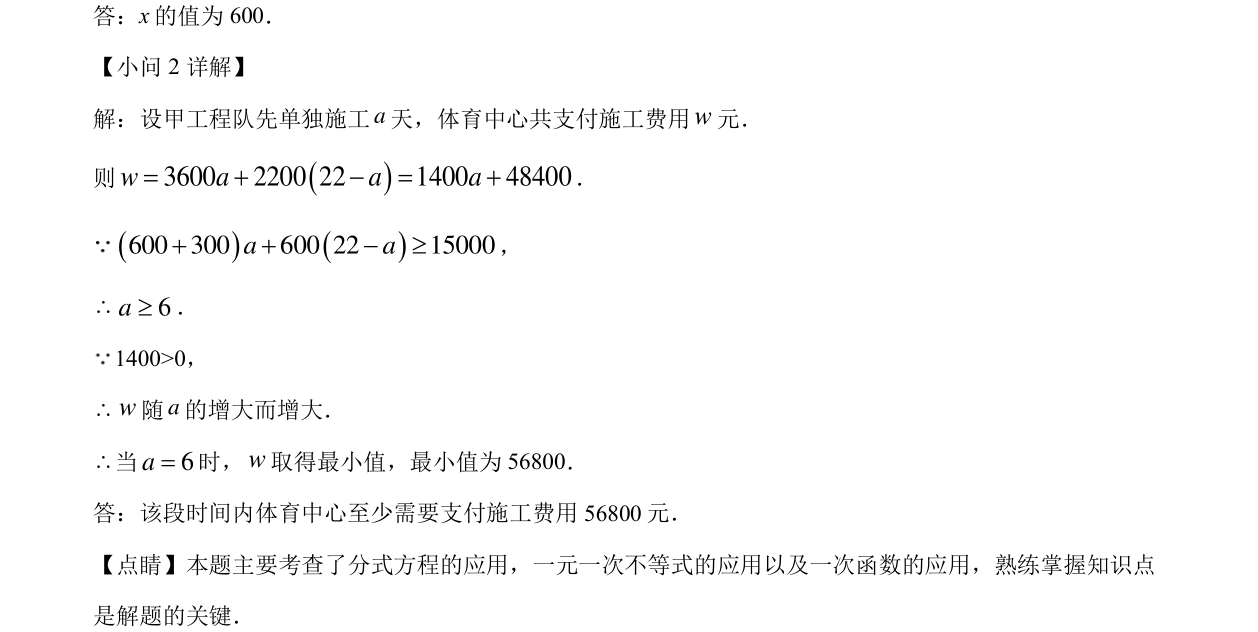 答：x 的值为 600．
【小问 2 详解】
解：设甲工程队先单独施工 a 天，体育中心共支付施工费用 w 元．
则 w = 3600a + 2200(22 − a) = 1400a + 48400．
∵ (600 + 300)a + 600(22 − a) ≥ 15000，
∴ a ≥ 6．
∵1400>0，
∴ w 随 a 的增大而增大．
∴当 a = 6 时， w 取得最小值，最小值为 56800．
答：该段时间内体育中心至少需要支付施工费用 56800 元．
【点睛】本题主要考查了分式方程的应用，一元一次不等式的应用以及一次函数的应用，熟练掌握知识点
是解题的关键．